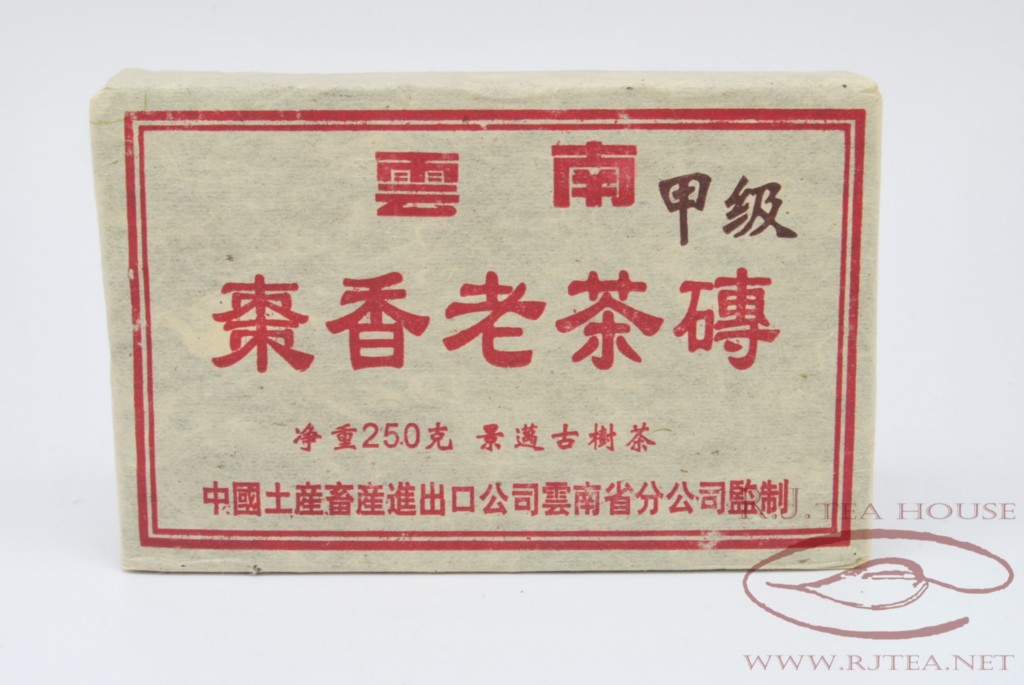 雲南
甲级
棗香老茶磚
净重250克 景邁古樹茶
中國土産畜産進出口公司雲南省分公司監制
R.J.TEA HOUSE
WWW.RJTEA.NET